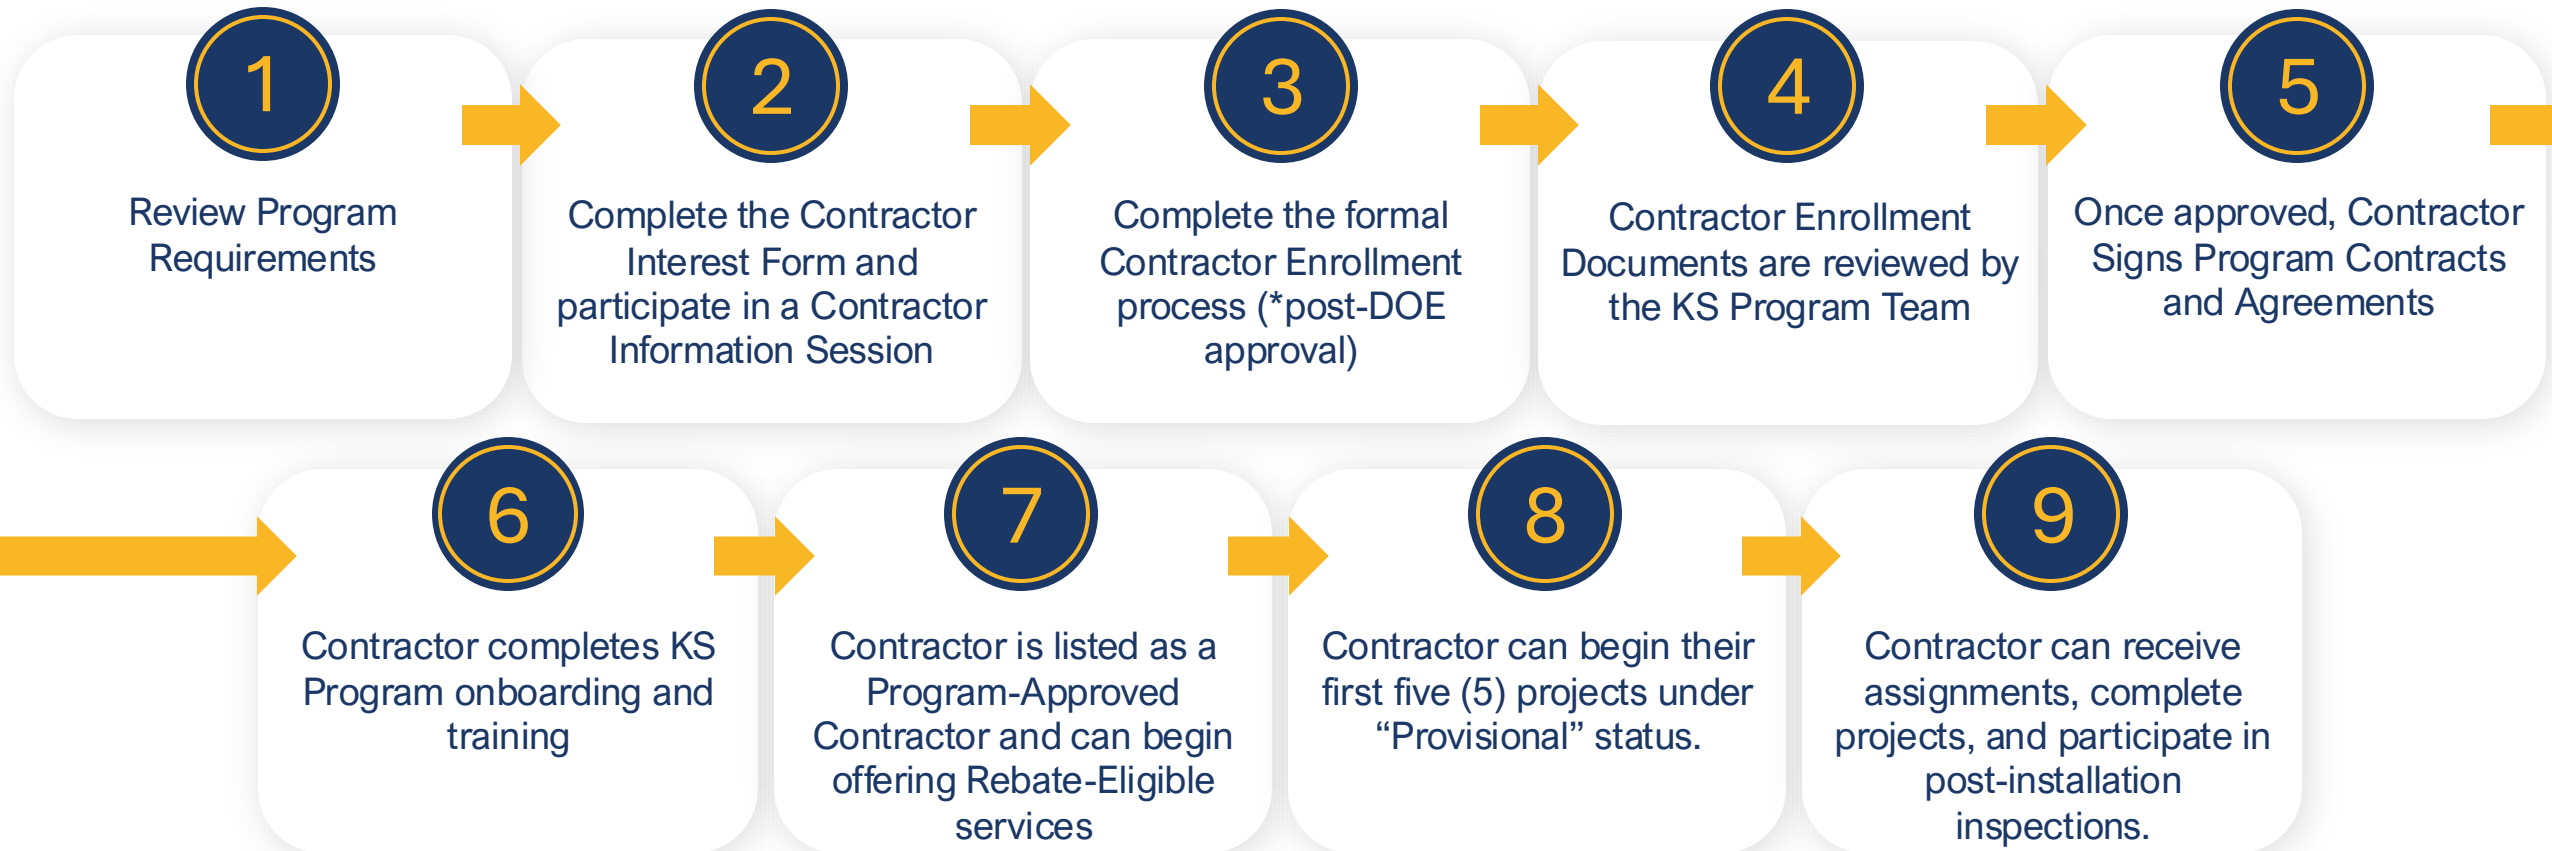 1
Review Program
Requirements
2
Complete the Contractor
Interest Form and
participate in a Contractor
Information Session
3
Complete the formal
Contractor Enrollment
process (*post-DOE
approval)
4
Contractor Enrollment
Documents are reviewed by
the KS Program Team
5
Once approved, Contractor
Signs Program Contracts
and Agreements
6
Contractor completes KS
Program onboarding and
training
7
Contractor is listed as a
Program-Approved
Contractor and can begin
offering Rebate-Eligible
services
8
Contractor can begin their
first five (5) projects under
“Provisional” status.
9
Contractor can receive
assignments, complete
projects, and participate in
post-installation
inspections.